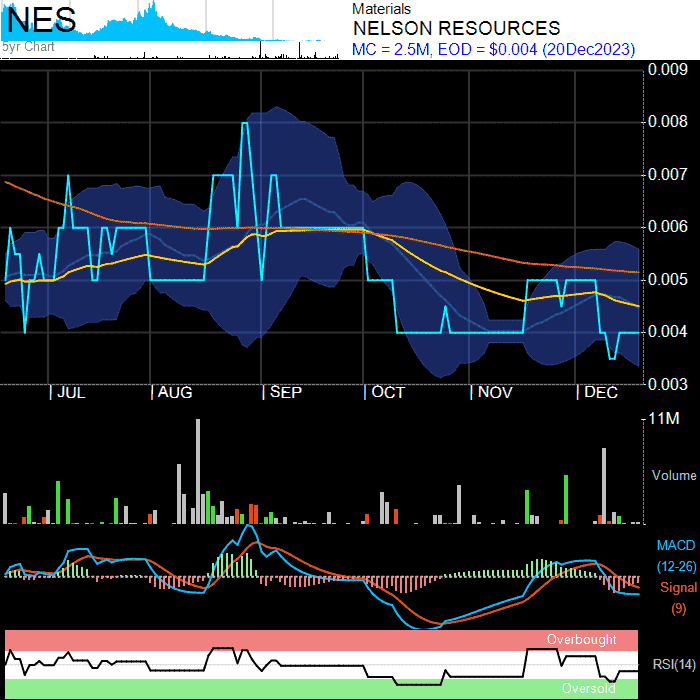 NES
5yr Chart
Materials
NELSON RESOURCES
MC = 2.5M, EOD = $0.004 (20Dec2023)
0.009
0.008
0.007
0.006
0.005
0.004
0.003
| JUL | AUG | SEP | OCT | NOV | DEC
11M
Volume
MACD
(12-26)
Signal
(9)
Overbought
RSI(14)
Oversold